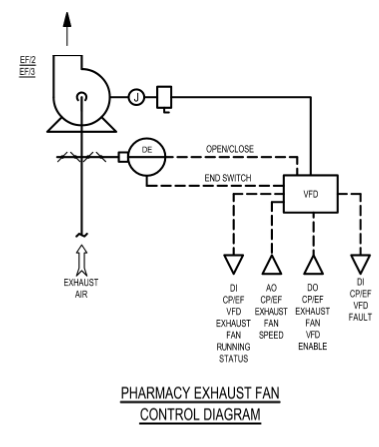 EF/2
EF/3
J
DE
OPEN/CLOSE
END SWITCH
VFD
EXHAUST
AIR
DI
CP/EF
VFD
EXHAUST
FAN
RUNNING
STATUS
AO
CP/EF
EXHAUST
FAN
SPEED
DO
CP/EF
EXHAUST
FAN
VFD
ENABLE
DI
CP/EF
VFD
FAULT
PHARMACY EXHAUST FAN
CONTROL DIAGRAM